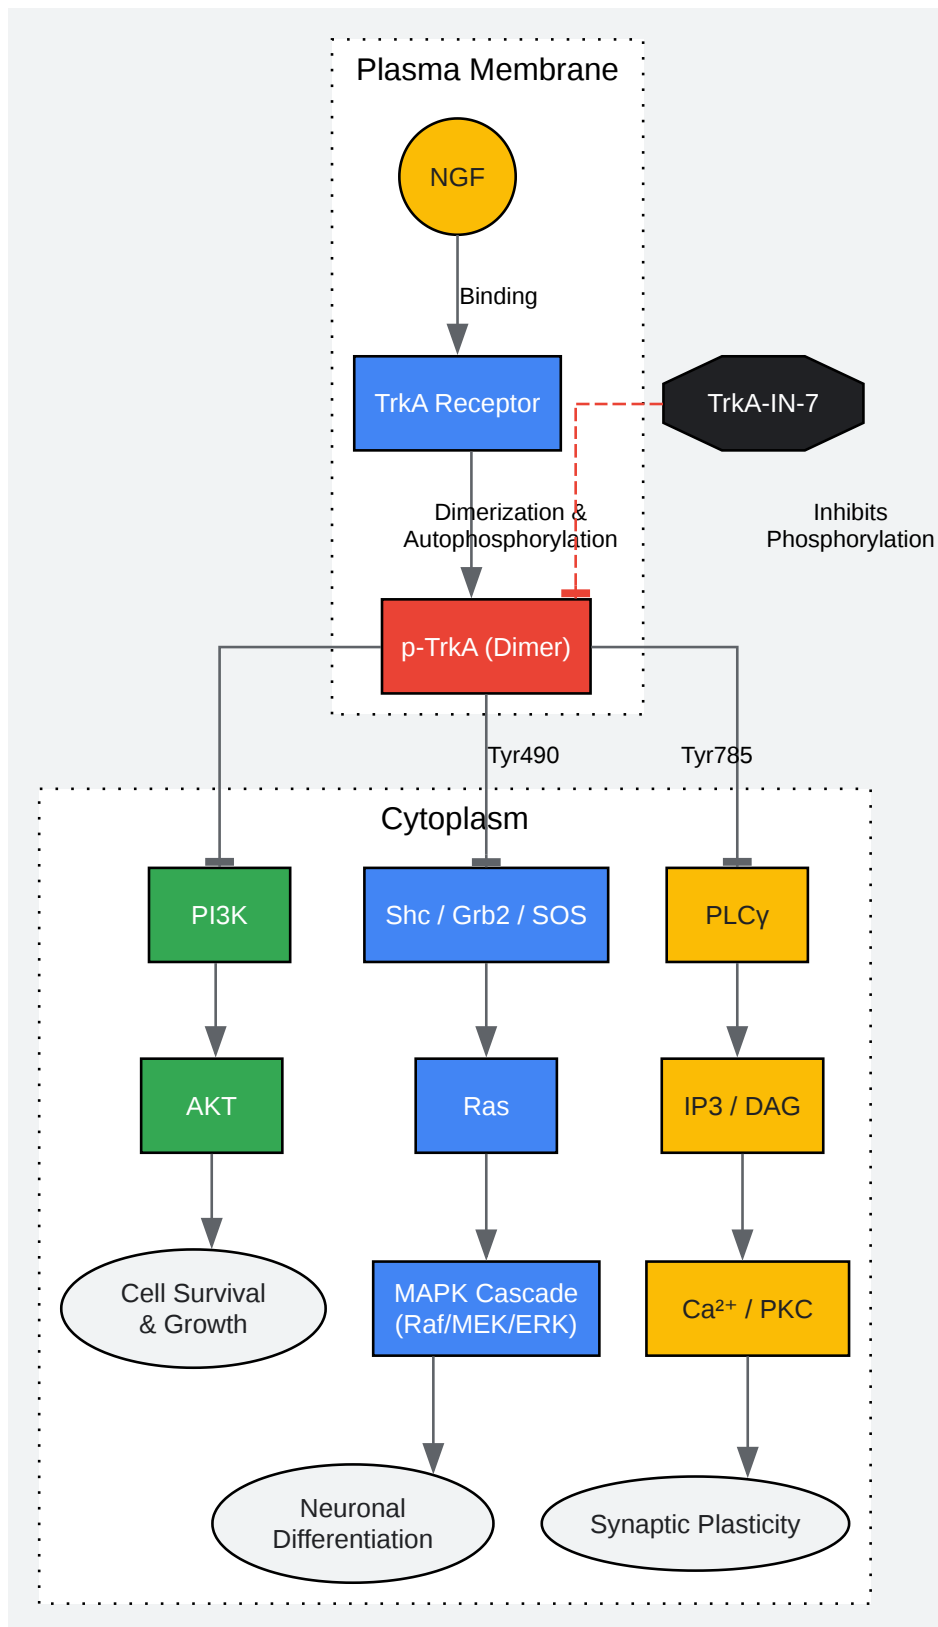 Plasma Membrane
NGF
Binding
TrkA Receptor
TrkA-IN-7
Dimerization &
Autophosphorylation
Inhibits
Phosphorylation
p-TrkA (Dimer)
Tyr490
Tyr785
Cytoplasm
PI3K
Shc / Grb2 / SOS
PLCγ
AKT
Ras
IP3 / DAG
Cell Survival
& Growth
MAPK Cascade
(Raf/MEK/ERK)
Ca²⁺ / PKC
Neuronal
Differentiation
Synaptic Plasticity